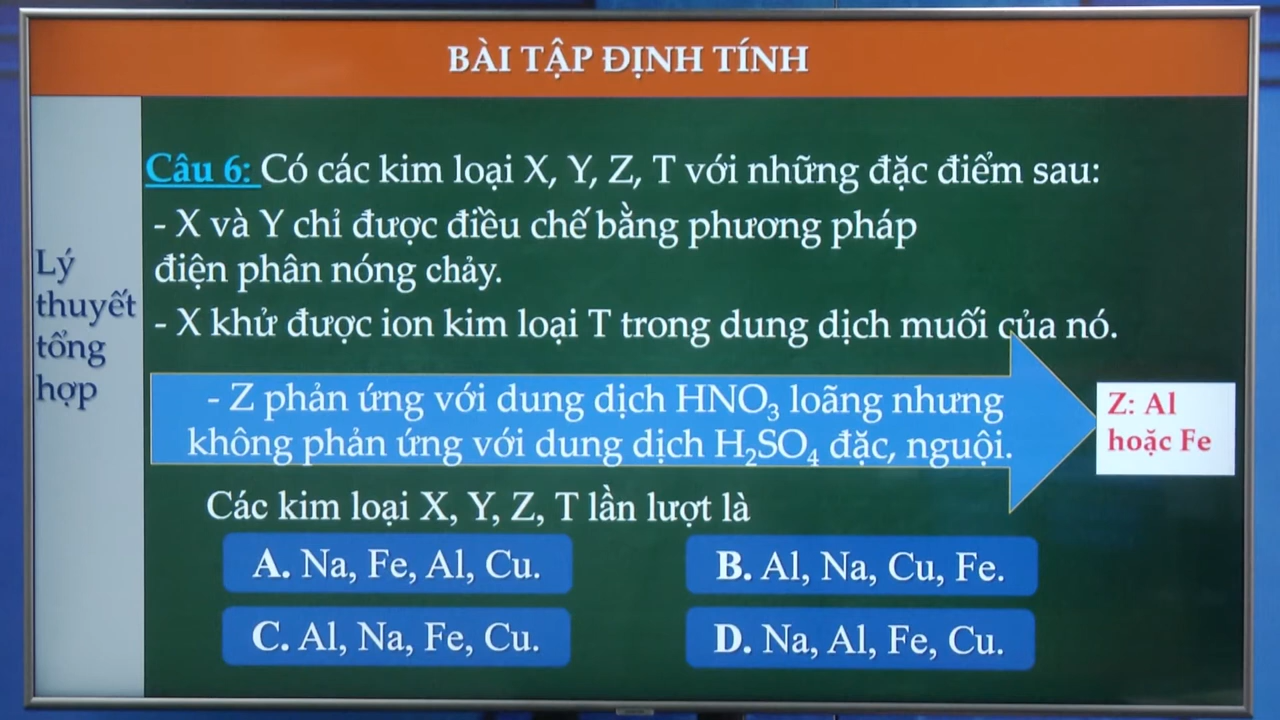 BÀI TẬP ĐỊNH TÍNH
Lý
thuyết
tổng
hợp
Câu 6: Có các kim loại X, Y, Z, T với những đặc điểm sau:
- X và Y chỉ được điều chế bằng phương pháp
điện phân nóng chảy.
- X khử được ion kim loại T trong dung dịch muối của nó.
- Z phản ứng với dung dịch HNO₃ loãng nhưng
không phản ứng với dung dịch H₂SO₄ đặc, nguội.
Z: Al
hoặc Fe
Các kim loại X, Y, Z, T lần lượt là
A. Na, Fe, Al, Cu.
B. Al, Na, Cu, Fe.
C. Al, Na, Fe, Cu.
D. Na, Al, Fe, Cu.